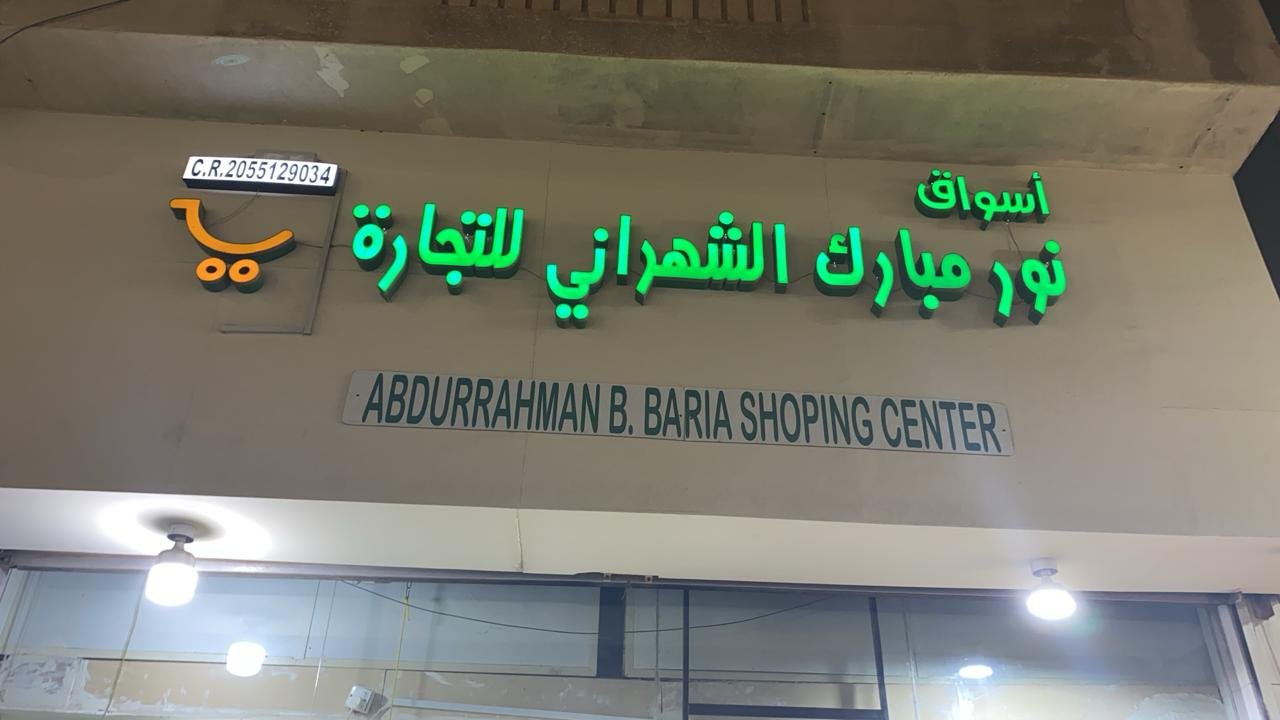 أسواق
نور مبارك الشهراني للتجارة
C.R.2055129034
ABDURRAHMAN B. BARIA SHOPING CENTER